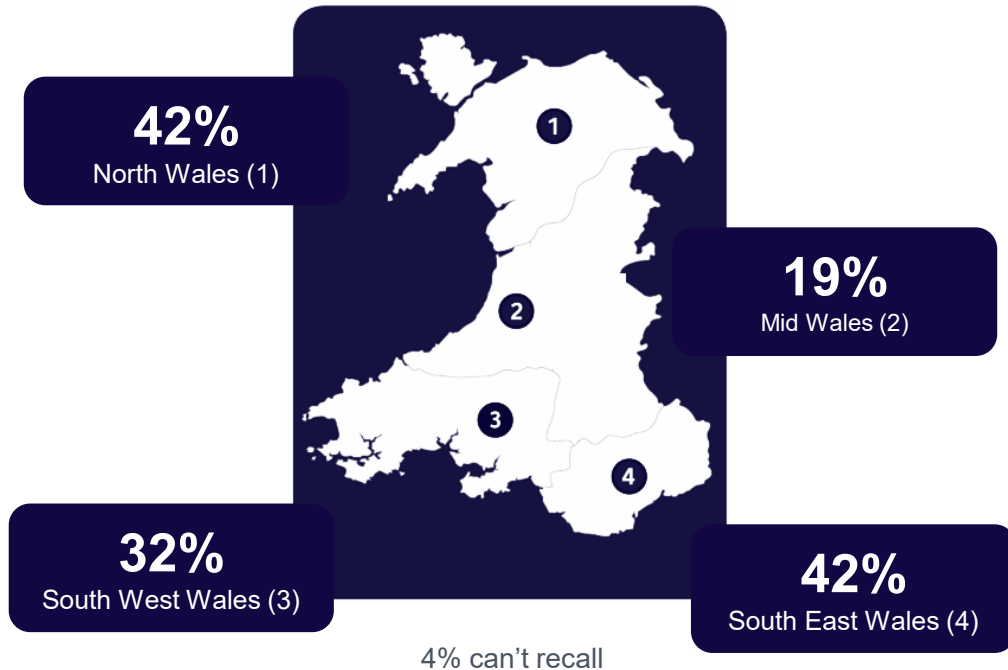 42%
North Wales (1)
1
19%
Mid Wales (2)
2
3
32%
South West Wales (3)
4
42%
South East Wales (4)
4% can’t recall